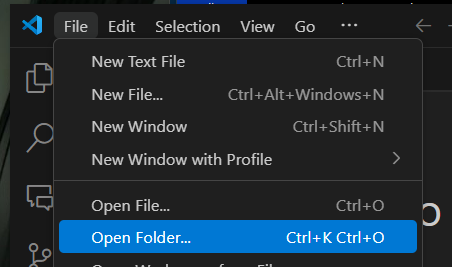 File Edit Selection View Go ...
New Text File Ctrl+N
New File... Ctrl+Alt+Windows+N
New Window Ctrl+Shift+N
New Window with Profile
Open File... Ctrl+O
Open Folder... Ctrl+K Ctrl+O